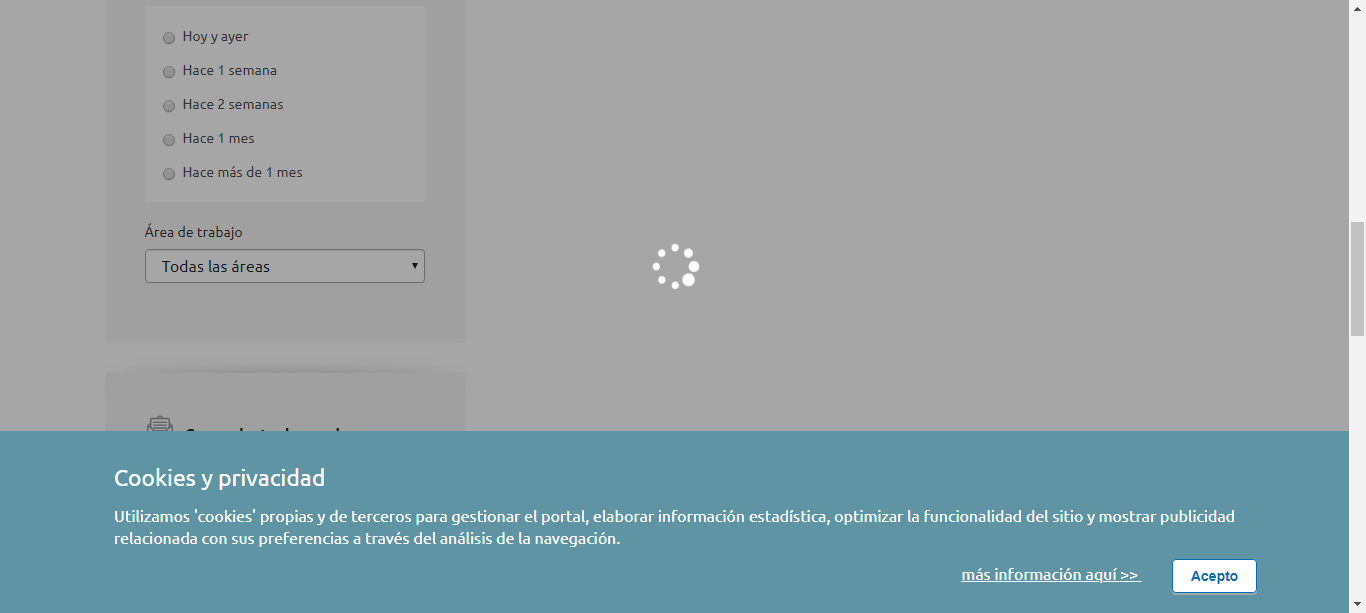 Hoy y ayer
Hace 1 semana
Hace 2 semanas
Hace 1 mes
Hace más de 1 mes
Área de trabajo
Todas las áreas
Cookies y privacidad
Utilizamos 'cookies' propias y de terceros para gestionar el portal, elaborar información estadística, optimizar la funcionalidad del sitio y mostrar publicidad
relacionada con sus preferencias a través del análisis de la navegación.
más información aquí >>
Acepto